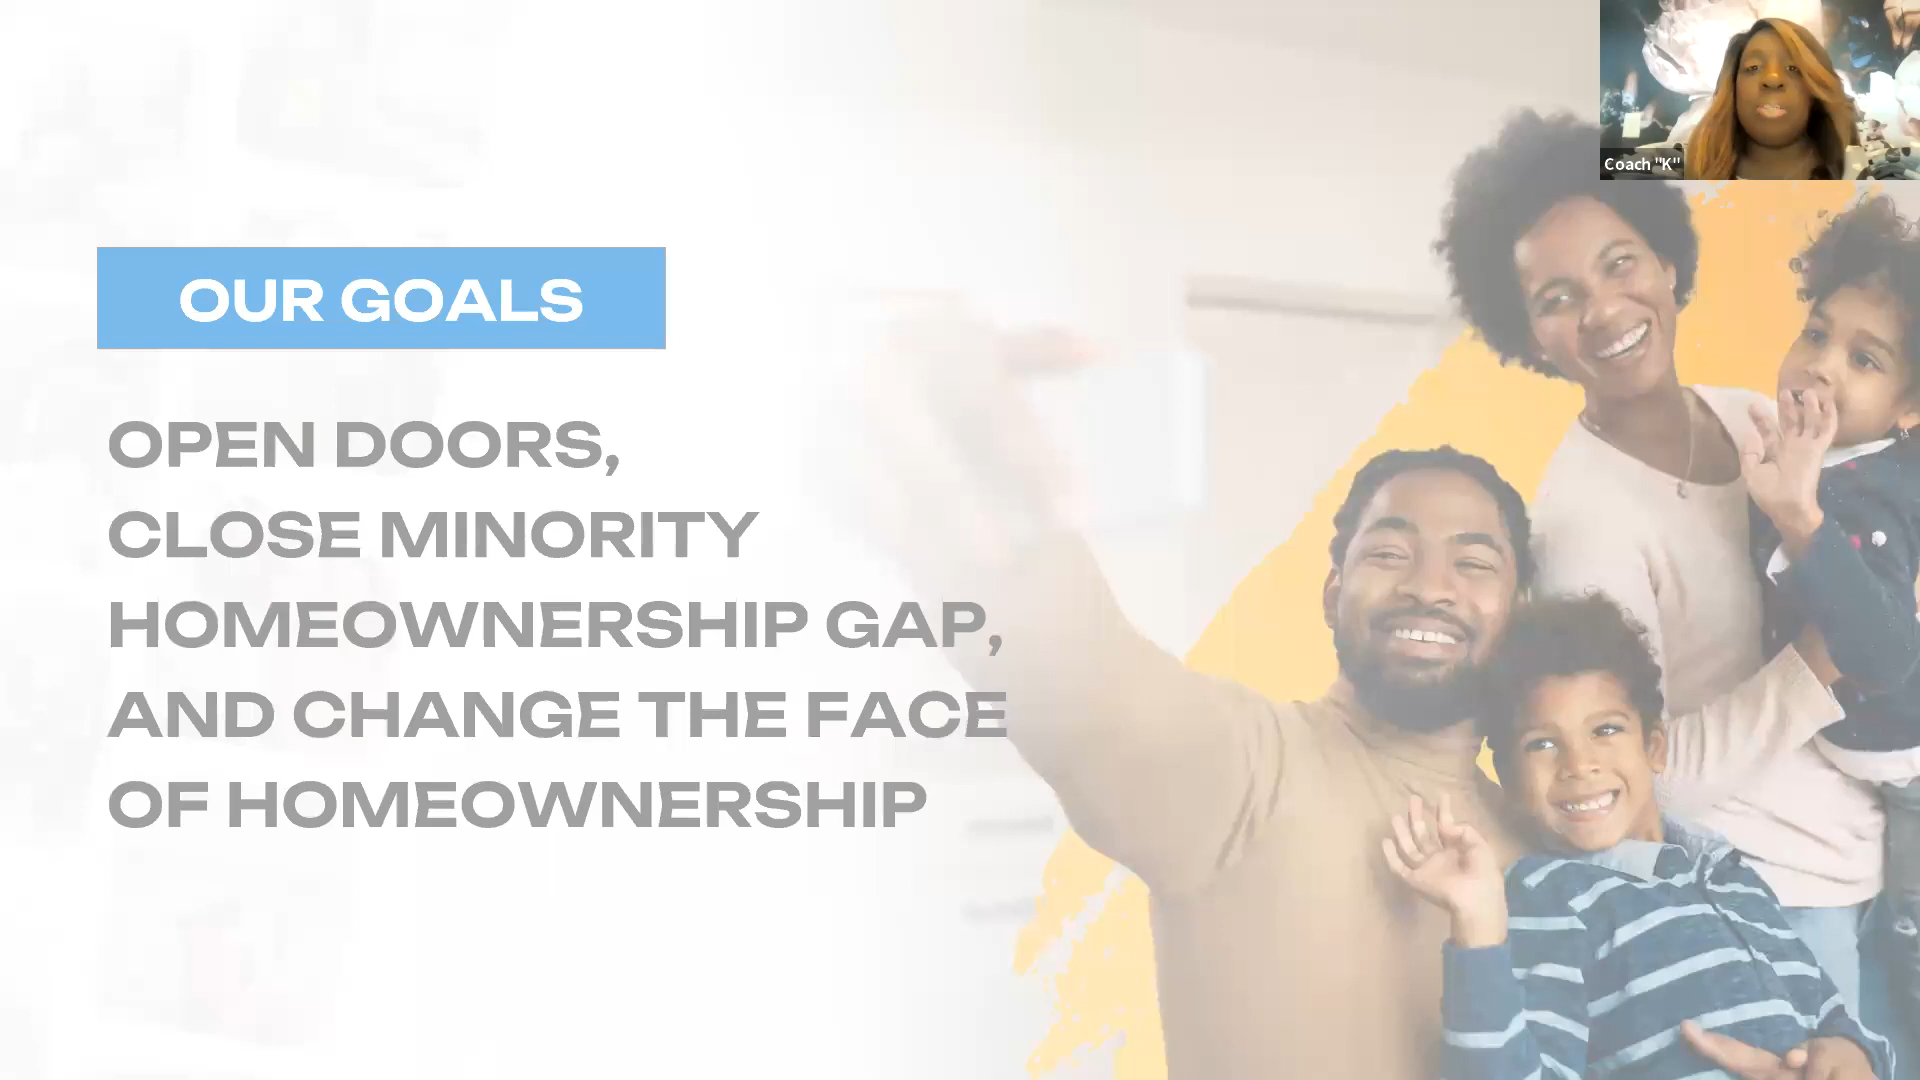 Coach "K"
OUR GOALS
OPEN DOORS,
CLOSE MINORITY
HOMEOWNERSHIP GAP,
AND CHANGE THE FACE
OF HOMEOWNERSHIP